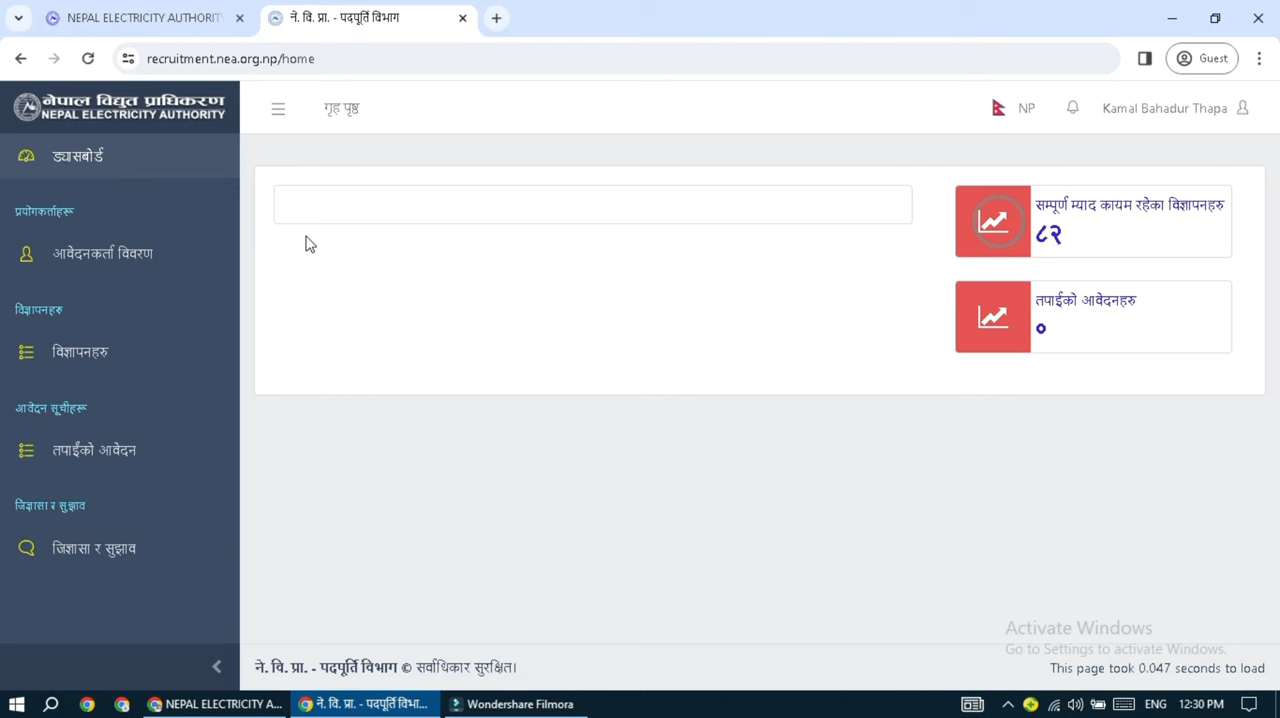 NEPAL ELECTRICITY AUTHORITY
ने. वि. प्रा. - पदपूर्ति विभाग
recruitment.nea.org.np/home
Guest
नेपाल विद्युत प्राधिकरण
NEPAL ELECTRICITY AUTHORITY
गृह पृष्ठ
NP
Kamal Bahadur Thapa
ड्यासबोर्ड
प्रयोगकर्ताहरू
आवेदनकर्ता विवरण
विज्ञापनहरु
विज्ञापनहरु
आवेदन सूचीहरू
तपाईंको आवेदन
जिज्ञासा र सुझाव
जिज्ञासा र सुझाव
सम्पूर्ण म्याद कायम रहेका विज्ञापनहरु
८२
तपाईको आवेदनहरु
०
Activate Windows
Go to Settings to activate Windows.
ने. वि. प्रा. - पदपूर्ति विभाग © सर्वाधिकार सुरक्षित।
This page took 0.047 seconds to load
NEPAL ELECTRICITY A...
ने. वि. प्रा. - पदपूर्ति विभा...
Wondershare Filmora
ENG
12:30 PM